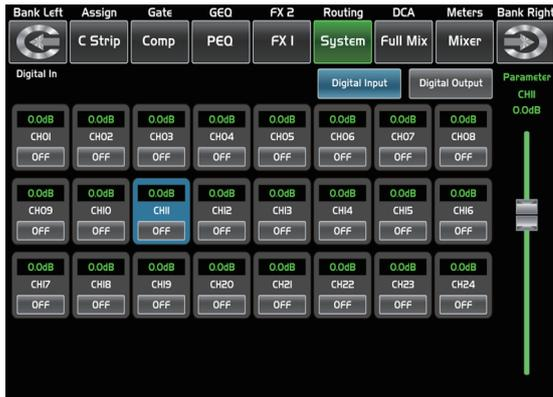 Bank Left Assign Gate GEQ FX 2 Routing DCA Meters Bank Right
C Strip Comp PEQ FX 1 System Full Mix Mixer
Digital In Digital Input Digital Output Parameter
CH11
0.0dB
0.0dB 0.0dB 0.0dB 0.0dB 0.0dB 0.0dB 0.0dB 0.0dB
CH01 CH02 CH03 CH04 CH05 CH06 CH07 CH08
OFF OFF OFF OFF OFF OFF OFF OFF
0.0dB 0.0dB 0.0dB 0.0dB 0.0dB 0.0dB 0.0dB 0.0dB
CH09 CH10 CH11 CH12 CH13 CH14 CH15 CH16
OFF OFF OFF OFF OFF OFF OFF OFF
0.0dB 0.0dB 0.0dB 0.0dB 0.0dB 0.0dB 0.0dB 0.0dB
CH17 CH18 CH19 CH20 CH21 CH22 CH23 CH24
OFF OFF OFF OFF OFF OFF OFF OFF